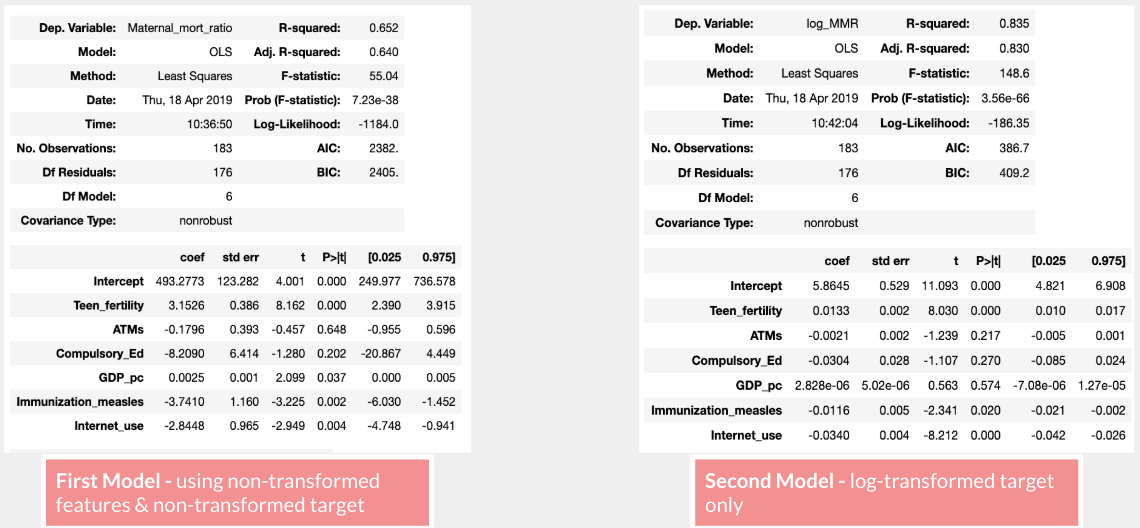 Dep. Variable: Maternal_mort_ratio R-squared: 0.652
Model: OLS Adj. R-squared: 0.640
Method: Least Squares F-statistic: 55.04
Date: Thu, 18 Apr 2019 Prob (F-statistic): 7.23e-38
Time: 10:36:50 Log-Likelihood: -1184.0
No. Observations: 183 AIC: 2382.
Df Residuals: 176 BIC: 2405.
Df Model: 6
Covariance Type: nonrobust
coef std err t P>|t| [0.025 0.975]
Intercept 493.2773 123.282 4.001 0.000 249.977 736.578
Teen_fertility 3.1526 0.386 8.162 0.000 2.390 3.915
ATMs -0.1796 0.393 -0.457 0.648 -0.955 0.596
Compulsory_Ed -8.2090 6.414 -1.280 0.202 -20.867 4.449
GDP_pc 0.0025 0.001 2.099 0.037 0.000 0.005
Immunization_measles -3.7410 1.160 -3.225 0.002 -6.030 -1.452
Internet_use -2.8448 0.965 -2.949 0.004 -4.748 -0.941
First Model - using non-transformed
features & non-transformed target
Dep. Variable: log_MMR R-squared: 0.835
Model: OLS Adj. R-squared: 0.830
Method: Least Squares F-statistic: 148.6
Date: Thu, 18 Apr 2019 Prob (F-statistic): 3.56e-66
Time: 10:42:04 Log-Likelihood: -186.35
No. Observations: 183 AIC: 386.7
Df Residuals: 176 BIC: 409.2
Df Model: 6
Covariance Type: nonrobust
coef std err t P>|t| [0.025 0.975]
Intercept 5.8645 0.529 11.093 0.000 4.821 6.908
Teen_fertility 0.0133 0.002 8.030 0.000 0.010 0.017
ATMs -0.0021 0.002 -1.239 0.217 -0.005 0.001
Compulsory_Ed -0.0304 0.028 -1.107 0.270 -0.085 0.024
GDP_pc 2.828e-06 5.02e-06 0.563 0.574 -7.08e-06 1.27e-05
Immunization_measles -0.0116 0.005 -2.341 0.020 -0.021 -0.002
Internet_use -0.0340 0.004 -8.212 0.000 -0.042 -0.026
Second Model - log-transformed target
only